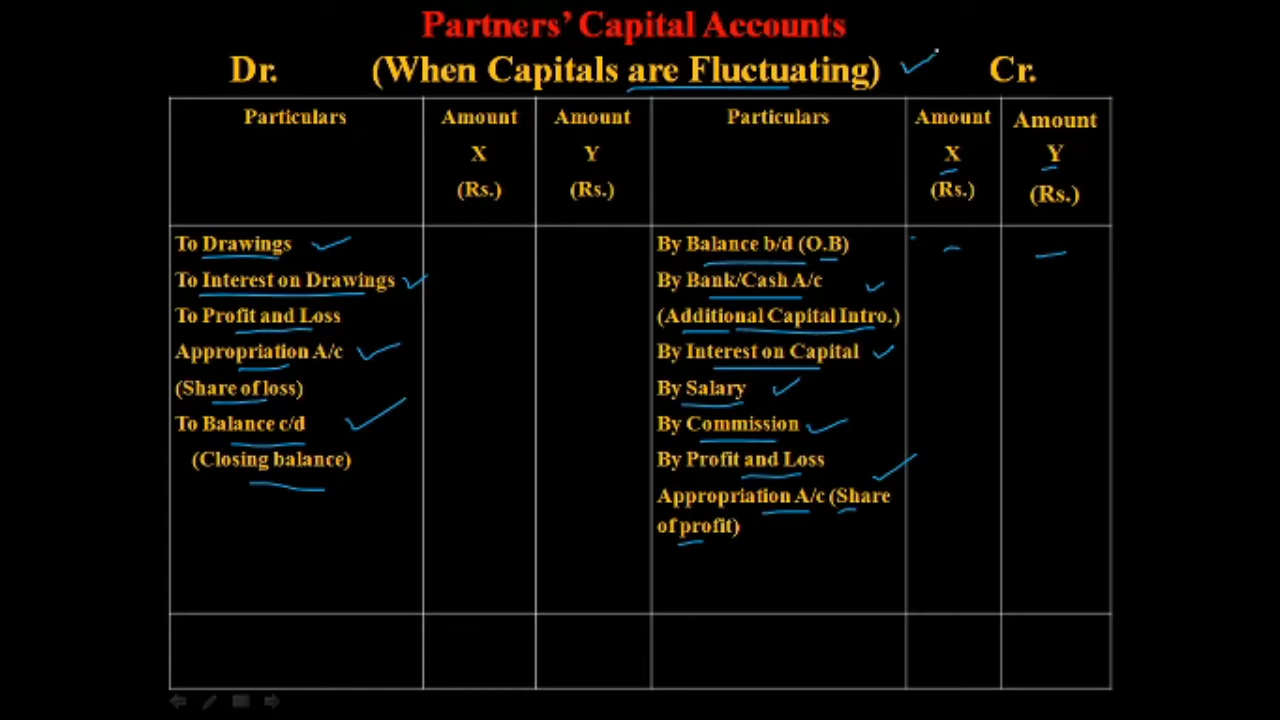 Partners' Capital Accounts
Dr. (When Capitals are Fluctuating) Cr.
Particulars Amount Amount Particulars Amount Amount
X Y X Y
(Rs.) (Rs.) (Rs.) (Rs.)
To Drawings By Balance b/d (O.B)
To Interest on Drawings By Bank/Cash A/c
To Profit and Loss (Additional Capital Intro.)
Appropriation A/c By Interest on Capital
(Share of loss) By Salary
To Balance c/d By Commission
(Closing balance) By Profit and Loss
Appropriation A/c (Share
of profit)